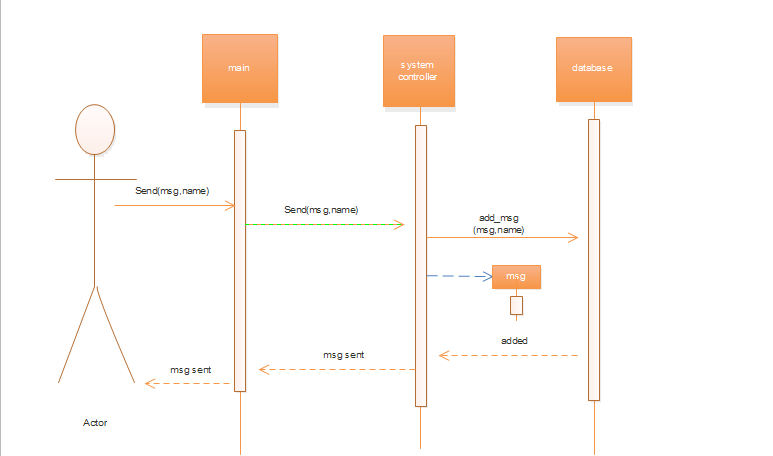 main
system
controller
database
Send(msg,name)
Send(msg,name)
add_msg
(msg,name)
msg
added
msg sent
msg sent
Actor